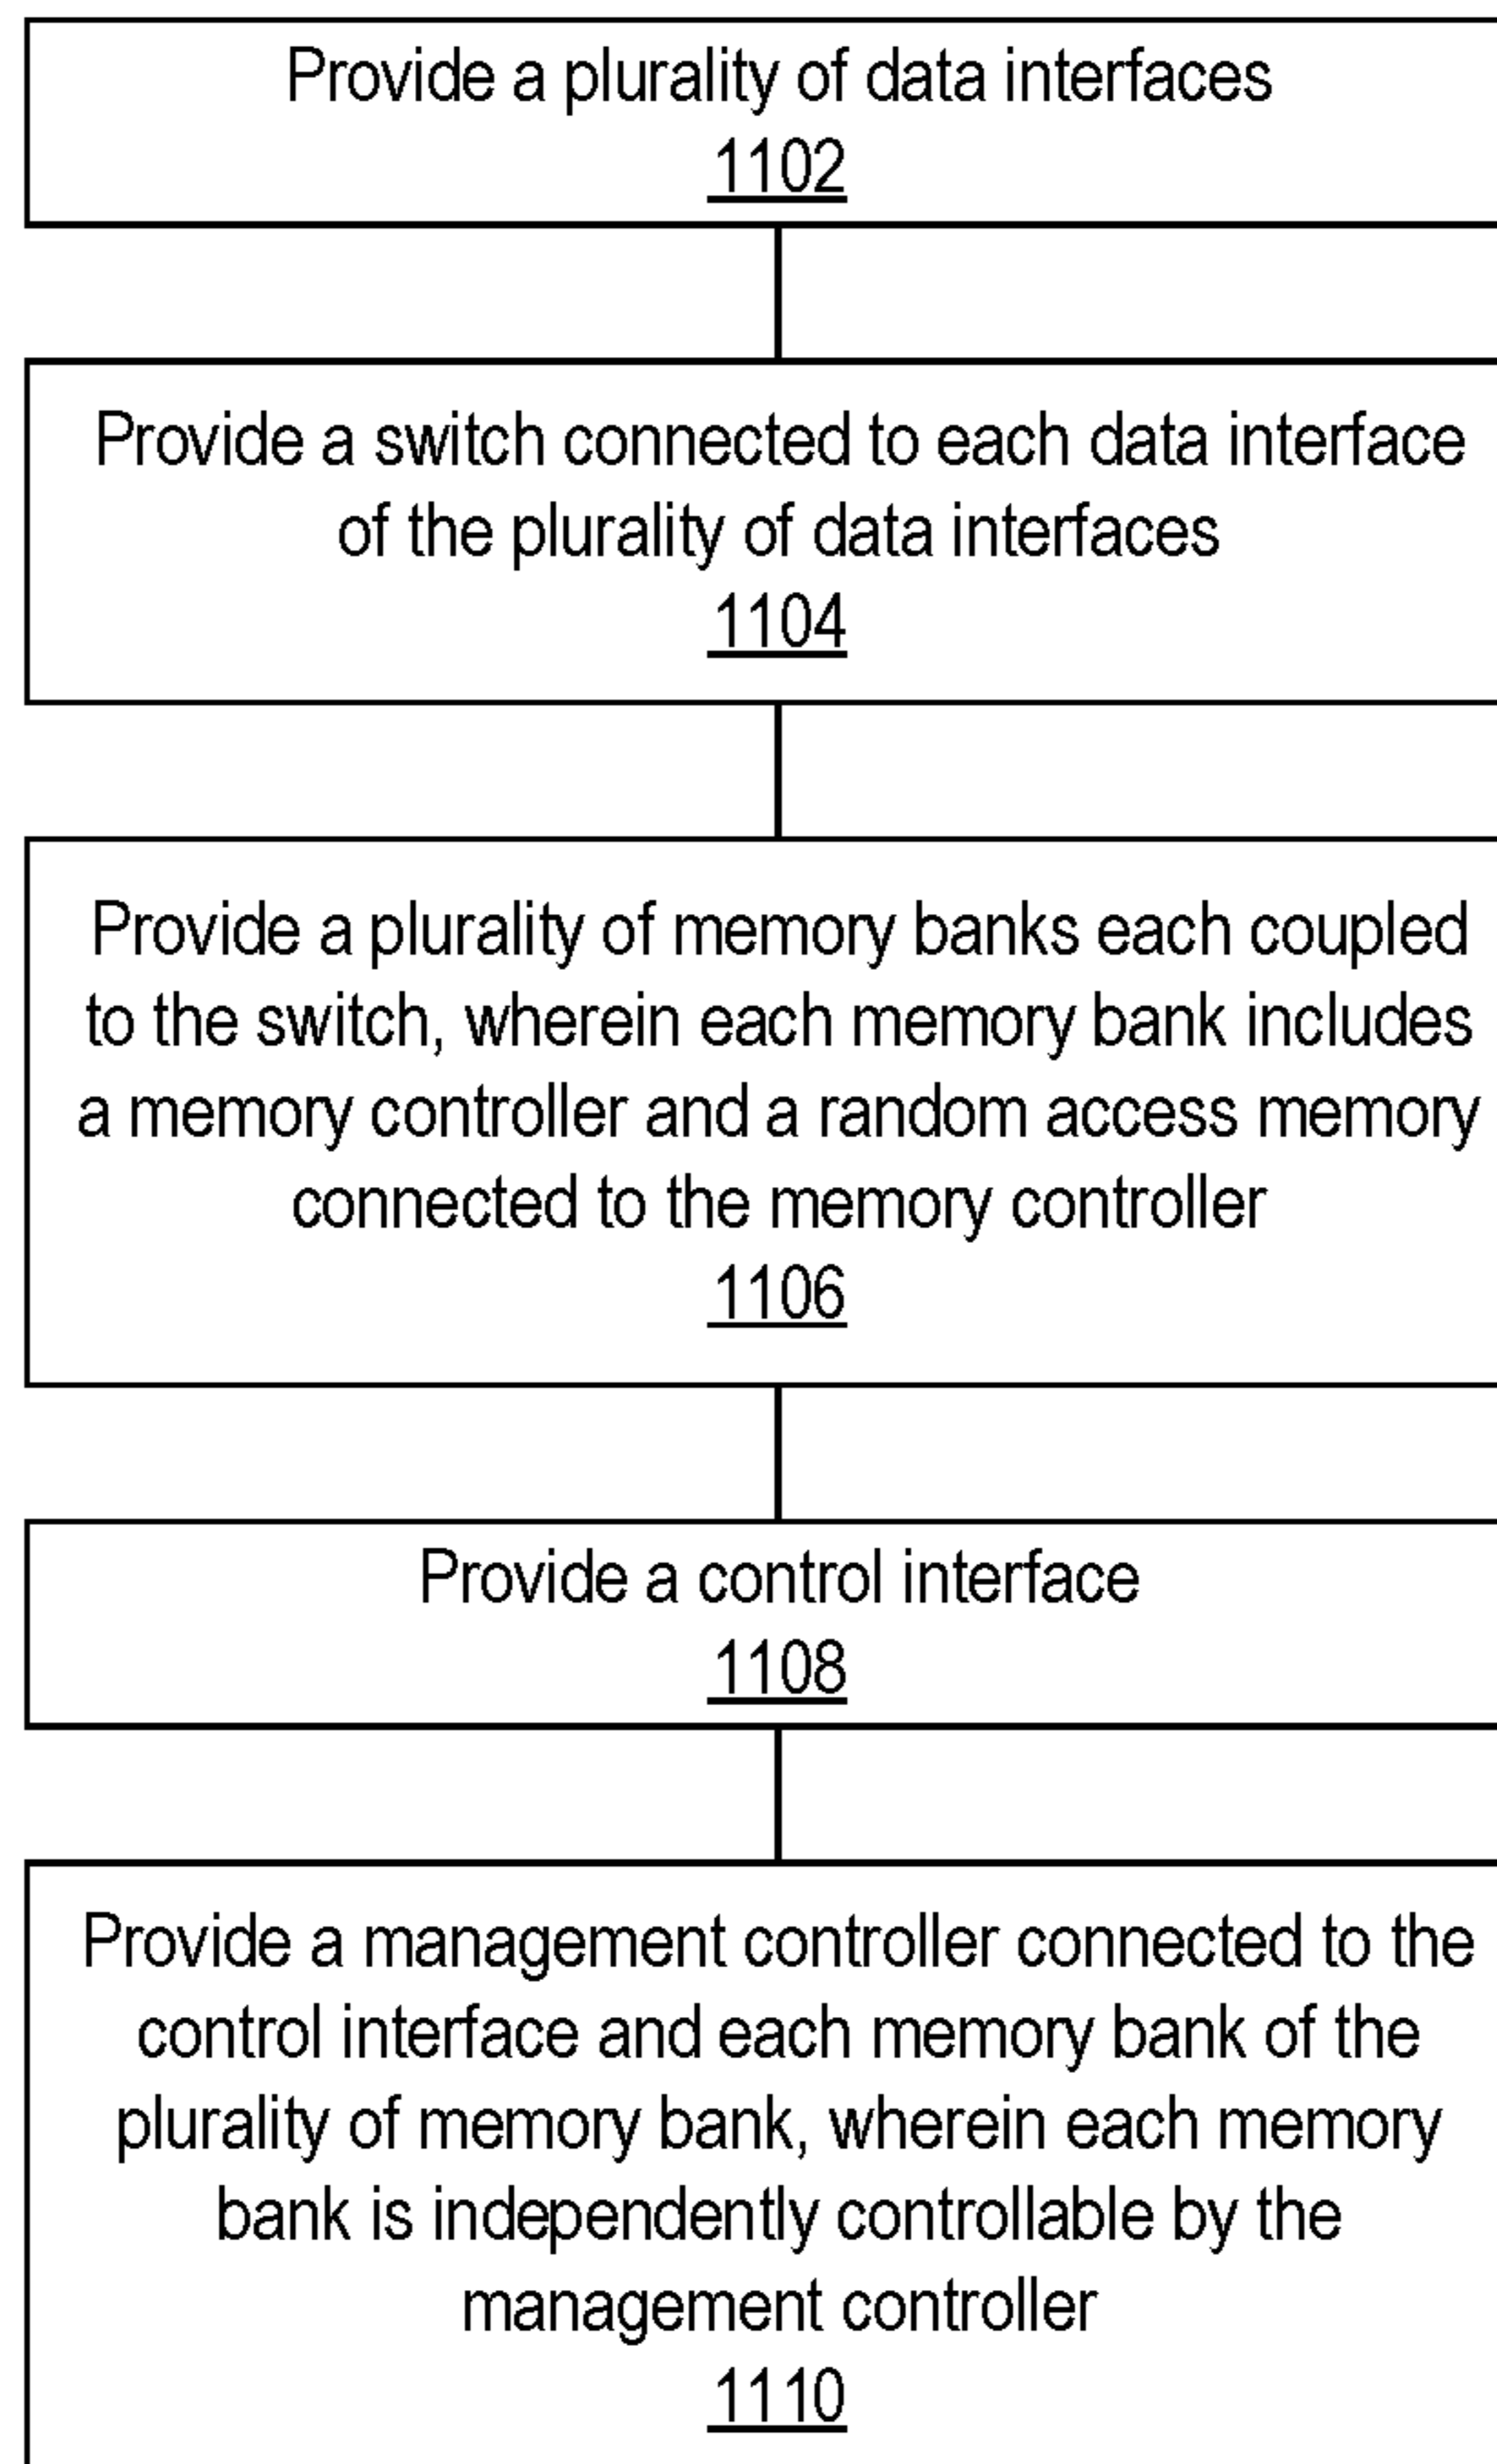 Provide a plurality of data interfaces
1102
Provide a switch connected to each data interface
of the plurality of data interfaces
1104
Provide a plurality of memory banks each coupled
to the switch, wherein each memory bank includes
a memory controller and a random access memory
connected to the memory controller
1106
Provide a control interface
1108
Provide a management controller connected to the
control interface and each memory bank of the
plurality of memory bank, wherein each memory
bank is independently controllable by the
management controller
1110